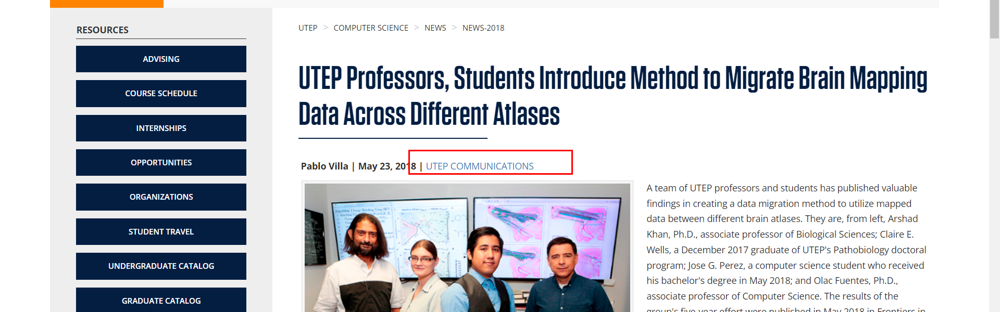 RESOURCES
ADVISING
COURSE SCHEDULE
INTERNSHIPS
OPPORTUNITIES
ORGANIZATIONS
STUDENT TRAVEL
UNDERGRADUATE CATALOG
GRADUATE CATALOG
UTEP > COMPUTER SCIENCE > NEWS > NEWS-2018
UTEP Professors, Students Introduce Method to Migrate Brain Mapping
Data Across Different Atlases
Pablo Villa | May 23, 2018 | UTEP COMMUNICATIONS
A team of UTEP professors and students has published valuable
findings in creating a data migration method to utilize mapped
data between different brain atlases. They are, from left, Arshad
Khan, Ph.D., associate professor of Biological Sciences; Claire E.
Wells, a December 2017 graduate of UTEP's Pathobiology doctoral
program; Jose G. Perez, a computer science student who received
his bachelor's degree in May 2018; and Olac Fuentes, Ph.D.,
associate professor of Computer Science. The results of the
group's five-year effort were published in May 2018 in Frontiers in